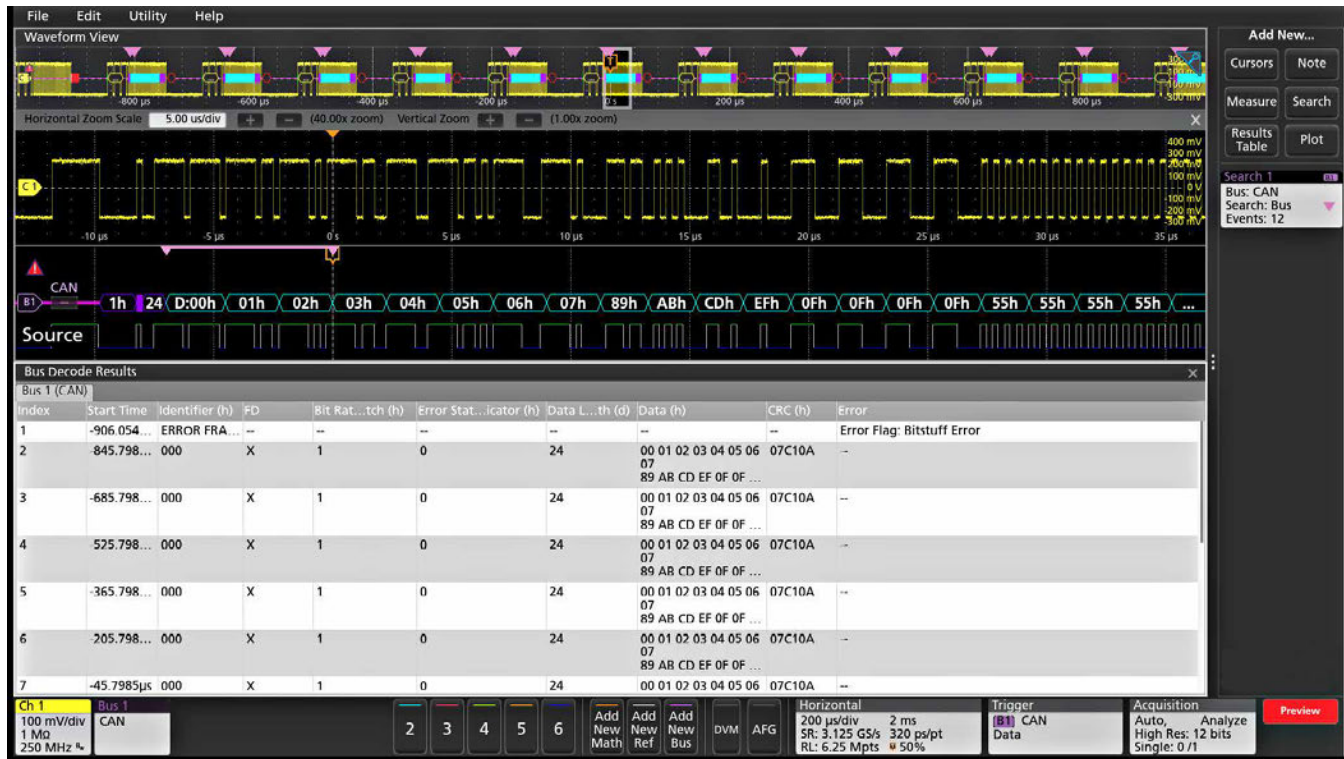 File Edit Utility Help
Waveform View
Add New...
Cursors Note
Measure Search
Results Table Plot
-800 µs -600 µs -400 µs -200 µs 0 s 200 µs 400 µs 600 µs 800 µs
Horizontal Zoom Scale 5.00 us/div + - (40.00x zoom) Vertical Zoom + - (1.00x zoom) X
400 mV
300 mV
200 mV
100 mV
0 V
-100 mV
-200 mV
-300 mV
C 1
-10 µs -5 µs 0 s 5 µs 10 µs 15 µs 20 µs 25 µs 30 µs 35 µs
Search 1 B1
Bus: CAN
Search: Bus
Events: 12
CAN
B1 1h 24 D:00h 01h 02h 03h 04h 05h 06h 07h 89h ABh CDh EFh 0Fh 0Fh 0Fh 0Fh 55h 55h 55h 55h ...
Source
Bus Decode Results
Bus 1 (CAN)
Index Start Time Identifier (h) FD Bit Rat...tch (h) Error Stat...icator (h) Data L...th (d) Data (h) CRC (h) Error
1 -906.054... ERROR FRA... -- -- -- -- -- -- Error Flag: Bitstuff Error
2 -845.798... 000 X 1 0 24 00 01 02 03 04 05 06 07C10A --
07
89 AB CD EF 0F 0F ...
3 -685.798... 000 X 1 0 24 00 01 02 03 04 05 06 07C10A --
07
89 AB CD EF 0F 0F ...
4 -525.798... 000 X 1 0 24 00 01 02 03 04 05 06 07C10A --
07
89 AB CD EF 0F 0F ...
5 -365.798... 000 X 1 0 24 00 01 02 03 04 05 06 07C10A --
07
89 AB CD EF 0F 0F ...
6 -205.798... 000 X 1 0 24 00 01 02 03 04 05 06 07C10A --
07
89 AB CD EF 0F 0F ...
7 -45.7985µs 000 X 1 0 24 00 01 02 03 04 05 06 07C10A --
Ch 1
100 mV/div
1 MΩ
250 MHz
Bus 1
CAN
2 3 4 5 6
Add New Math
Add New Ref
Add New Bus
DVM AFG
Horizontal
200 µs/div 2 ms
SR: 3.125 GS/s 320 ps/pt
RL: 6.25 Mpts 50%
Trigger
B1 CAN
Data
Acquisition
Auto, Analyze
High Res: 12 bits
Single: 0 /1
Preview